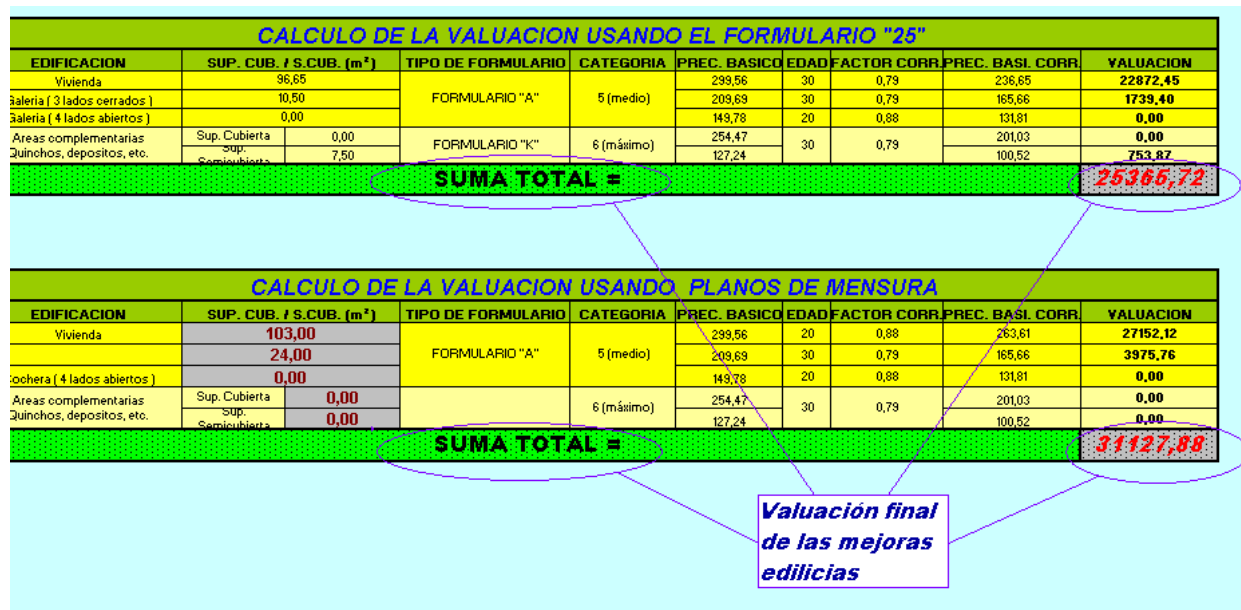 CALCULO DE LA VALUACION USANDO EL FORMULARIO "25"
EDIFICACION SUP. CUB. / S.CUB. (m²) TIPO DE FORMULARIO CATEGORIA PREC. BASICO EDAD FACTOR CORR. PREC. BASI. CORR. VALUACION
Vivienda 96,65 299,56 30 0,79 236,65 22872,45
Galeria ( 3 lados cerrados ) 10,50 FORMULARIO "A" 5 (medio) 209,69 30 0,79 165,66 1739,40
Galeria ( 4 lados abiertos ) 0,00 149,78 20 0,88 131,81 0,00
Areas complementarias Sup. Cubierta 0,00 FORMULARIO "K" 6 (máximo) 254,47 30 0,79 201,03 0,00
Quinchos, depositos, etc. Sup. Semicubierta 7,50 127,24 100,52 753,87
SUMA TOTAL = 25365,72
CALCULO DE LA VALUACION USANDO PLANOS DE MENSURA
EDIFICACION SUP. CUB. / S.CUB. (m²) TIPO DE FORMULARIO CATEGORIA PREC. BASICO EDAD FACTOR CORR. PREC. BASI. CORR. VALUACION
Vivienda 103,00 299,56 20 0,88 263,61 27152,12
24,00 FORMULARIO "A" 5 (medio) 209,69 30 0,79 165,66 3975,76
Cochera ( 4 lados abiertos ) 0,00 149,78 20 0,88 131,81 0,00
Areas complementarias Sup. Cubierta 0,00 6 (máximo) 254,47 30 0,79 201,03 0,00
Quinchos, depositos, etc. Sup. Semicubierta 0,00 127,24 100,52 0,00
SUMA TOTAL = 31127,88
Valuación final
de las mejoras
edilicias